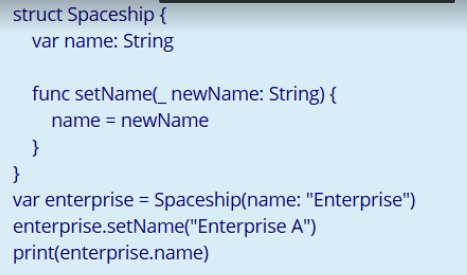 struct Spaceship {
var name: String
func setName(_ newName: String) {
name = newName
}
}
var enterprise = Spaceship(name: "Enterprise")
enterprise.setName("Enterprise A")
print(enterprise.name)